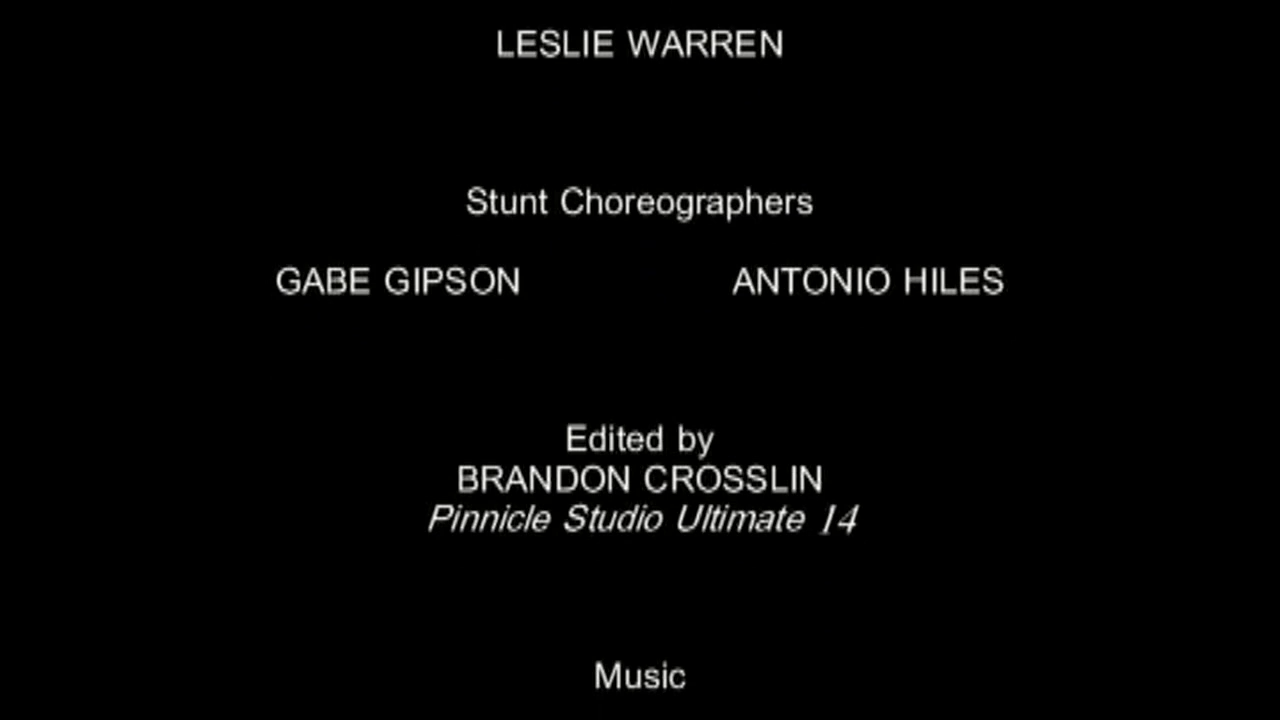 LESLIE WARREN
Stunt Choreographers
GABE GIPSON ANTONIO HILES
Edited by
BRANDON CROSSLIN
Pinnicle Studio Ultimate 14
Music